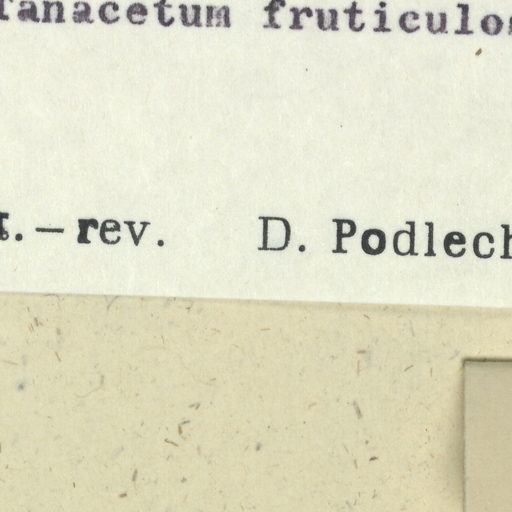 Tanacetum fruticulos
t.–rev. D. Podlech